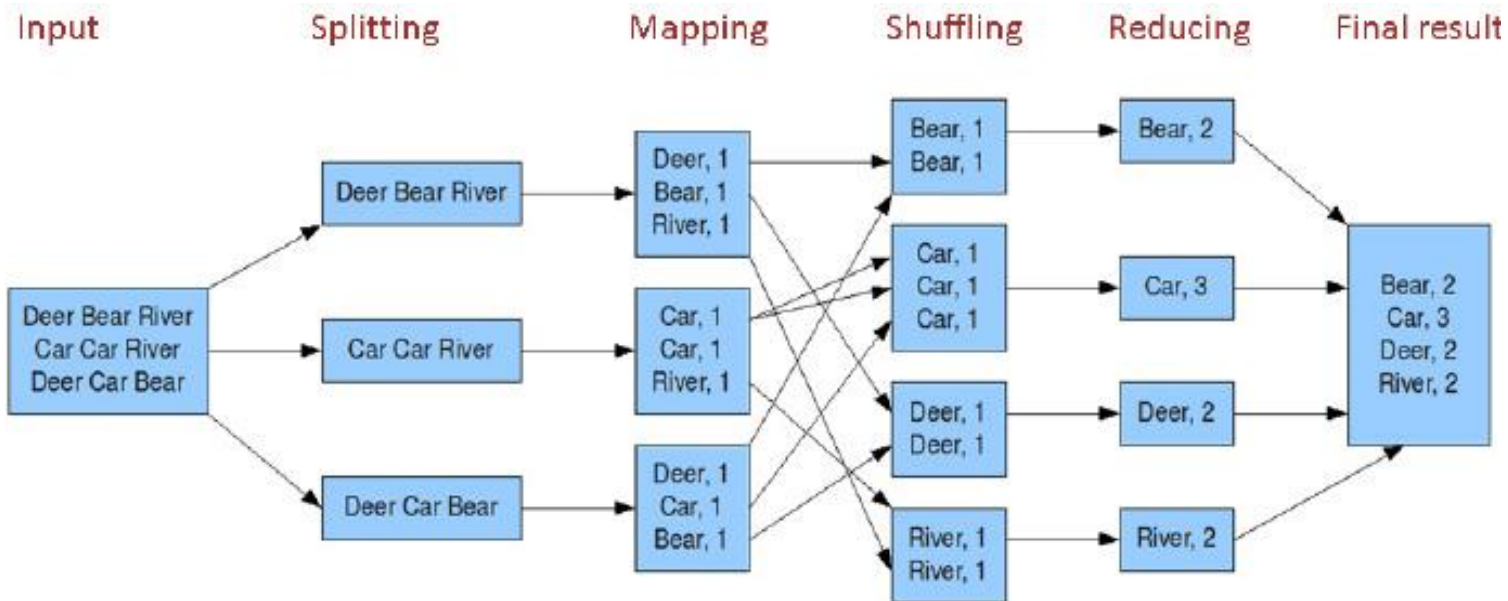 Input
Splitting
Mapping
Shuffling
Reducing
Final result
Deer Bear River
Car Car River
Deer Car Bear
Deer Bear River
Car Car River
Deer Car Bear
Deer, 1
Bear, 1
River, 1
Car, 1
Car, 1
River, 1
Deer, 1
Car, 1
Bear, 1
Bear, 1
Bear, 1
Car, 1
Car, 1
Car, 1
Deer, 1
Deer, 1
River, 1
River, 1
Bear, 2
Car, 3
Deer, 2
River, 2
Bear, 2
Car, 3
Deer, 2
River, 2